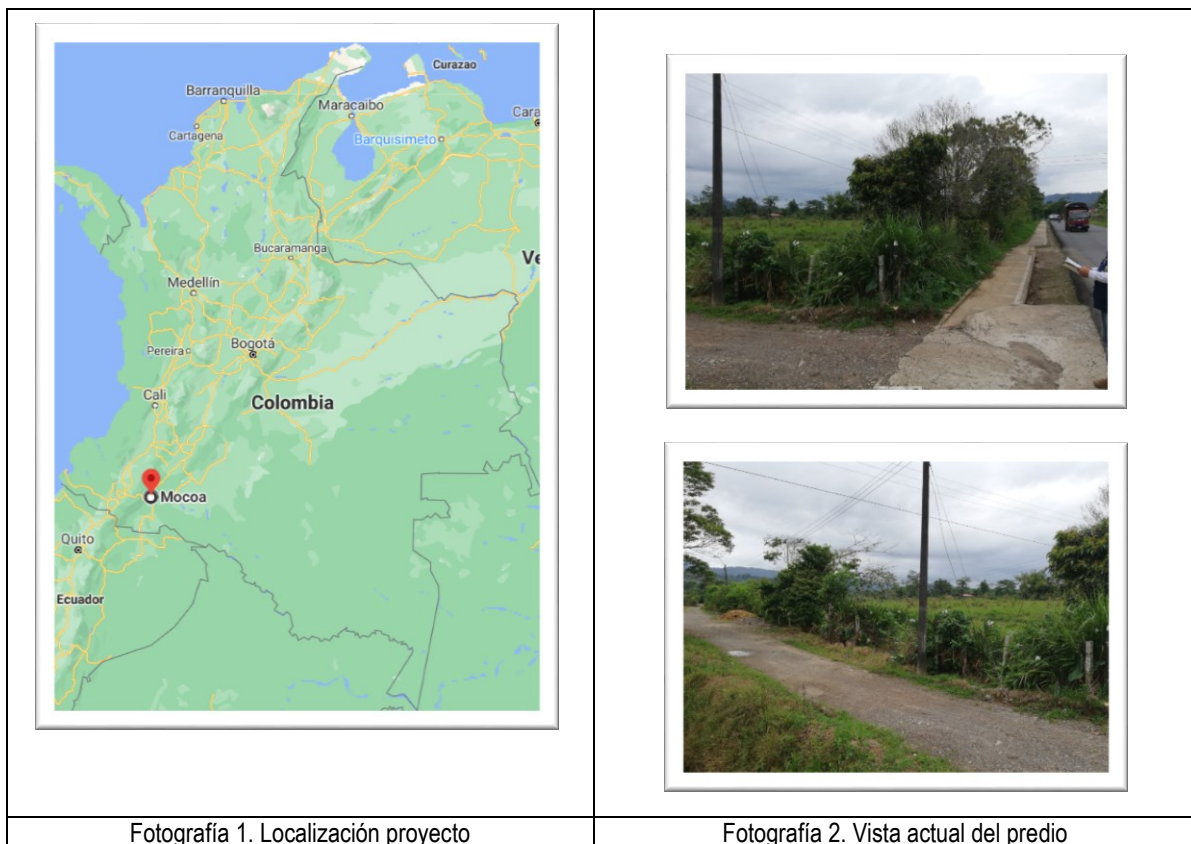 Curazao
Barranquilla
Maracaibo
Cara
Cartagena
Barquisimeto
Bucaramanga
Ve
Medellín
Bogotá
Pereira
Cali
Colombia
Mocoa
Quito
Ecuador
Fotografía 1. Localización proyecto
Fotografía 2. Vista actual del predio